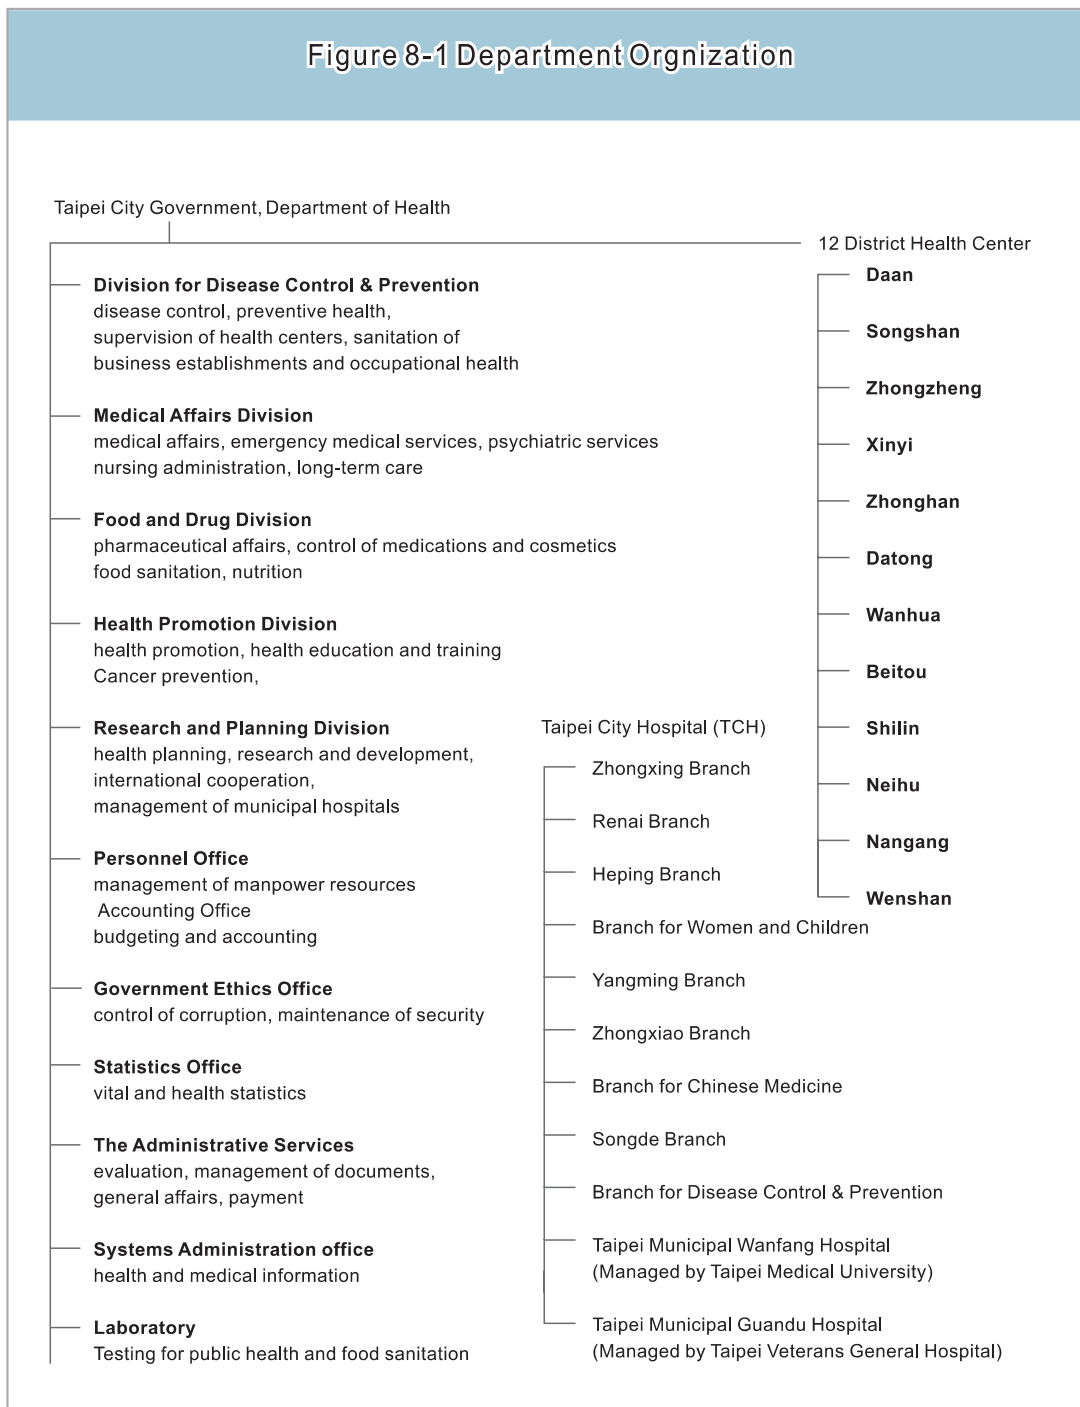 Figure 8-1 Department Orgnization
Taipei City Government, Department of Health
Division for Disease Control & Prevention
disease control, preventive health,
supervision of health centers, sanitation of
business establishments and occupational health
Medical Affairs Division
medical affairs, emergency medical services, psychiatric services
nursing administration, long-term care
Food and Drug Division
pharmaceutical affairs, control of medications and cosmetics
food sanitation, nutrition
Health Promotion Division
health promotion, health education and training
Cancer prevention,
Research and Planning Division
health planning, research and development,
international cooperation,
management of municipal hospitals
Personnel Office
management of manpower resources
Accounting Office
budgeting and accounting
Government Ethics Office
control of corruption, maintenance of security
Statistics Office
vital and health statistics
The Administrative Services
evaluation, management of documents,
general affairs, payment
Systems Administration office
health and medical information
Laboratory
Testing for public health and food sanitation
Taipei City Hospital (TCH)
Zhongxing Branch
Renai Branch
Heping Branch
Branch for Women and Children
Yangming Branch
Zhongxiao Branch
Branch for Chinese Medicine
Songde Branch
Branch for Disease Control & Prevention
Taipei Municipal Wanfang Hospital
(Managed by Taipei Medical University)
Taipei Municipal Guandu Hospital
(Managed by Taipei Veterans General Hospital)
12 District Health Center
Daan
Songshan
Zhongzheng
Xinyi
Zhonghan
Datong
Wanhua
Beitou
Shilin
Neihu
Nangang
Wenshan